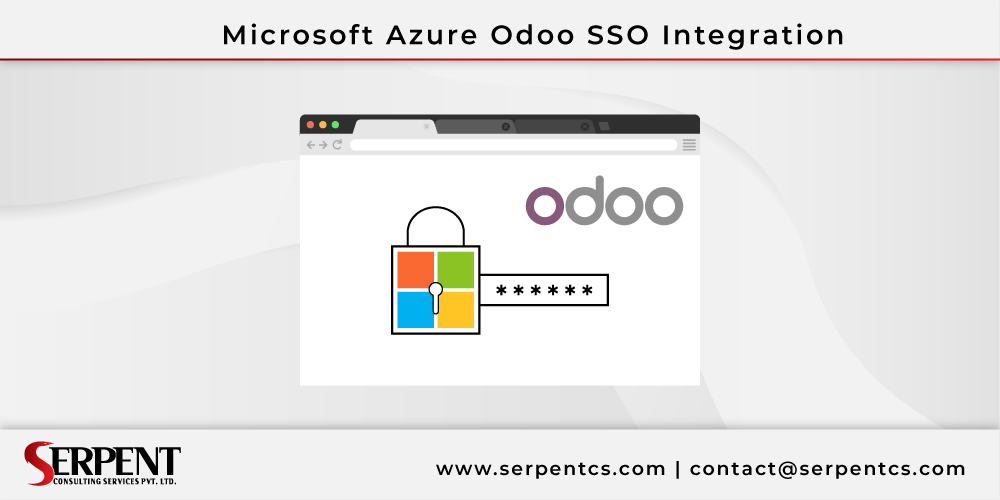 Microsoft Azure Odoo SSO Integration
odoo
******
SERPENT
CONSULTING SERVICES PVT. LTD.
www.serpentcs.com | contact@serpentcs.com